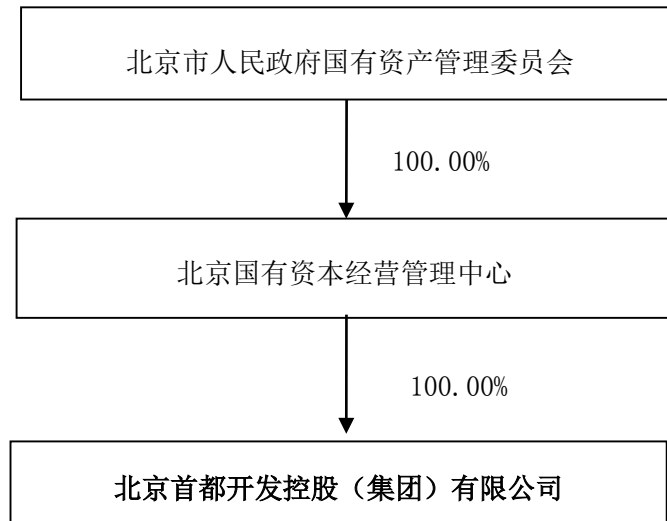 北京市人民政府国有资产管理委员会
100.00%
北京国有资本经营管理中心
100.00%
北京首都开发控股（集团）有限公司